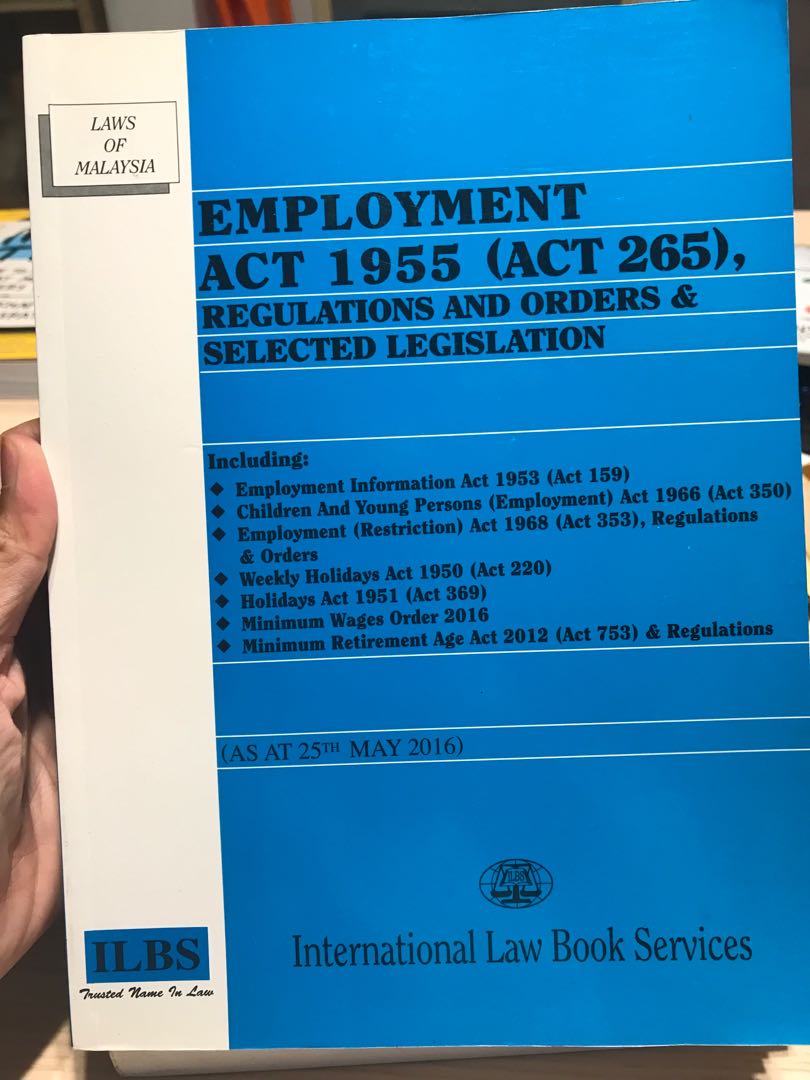 LAWS
OF
MALAYSIA
EMPLOYMENT
ACT 1955 (ACT 265),
REGULATIONS AND ORDERS &
SELECTED LEGISLATION
Including:
◆ Employment Information Act 1953 (Act 159)
◆ Children And Young Persons (Employment) Act 1966 (Act 350)
◆ Employment (Restriction) Act 1968 (Act 353), Regulations
& Orders
◆ Weekly Holidays Act 1950 (Act 220)
◆ Holidays Act 1951 (Act 369)
◆ Minimum Wages Order 2016
◆ Minimum Retirement Age Act 2012 (Act 753) & Regulations
(AS AT 25TH MAY 2016)
ILBS
International Law Book Services
ILBS
Trusted Name In Law